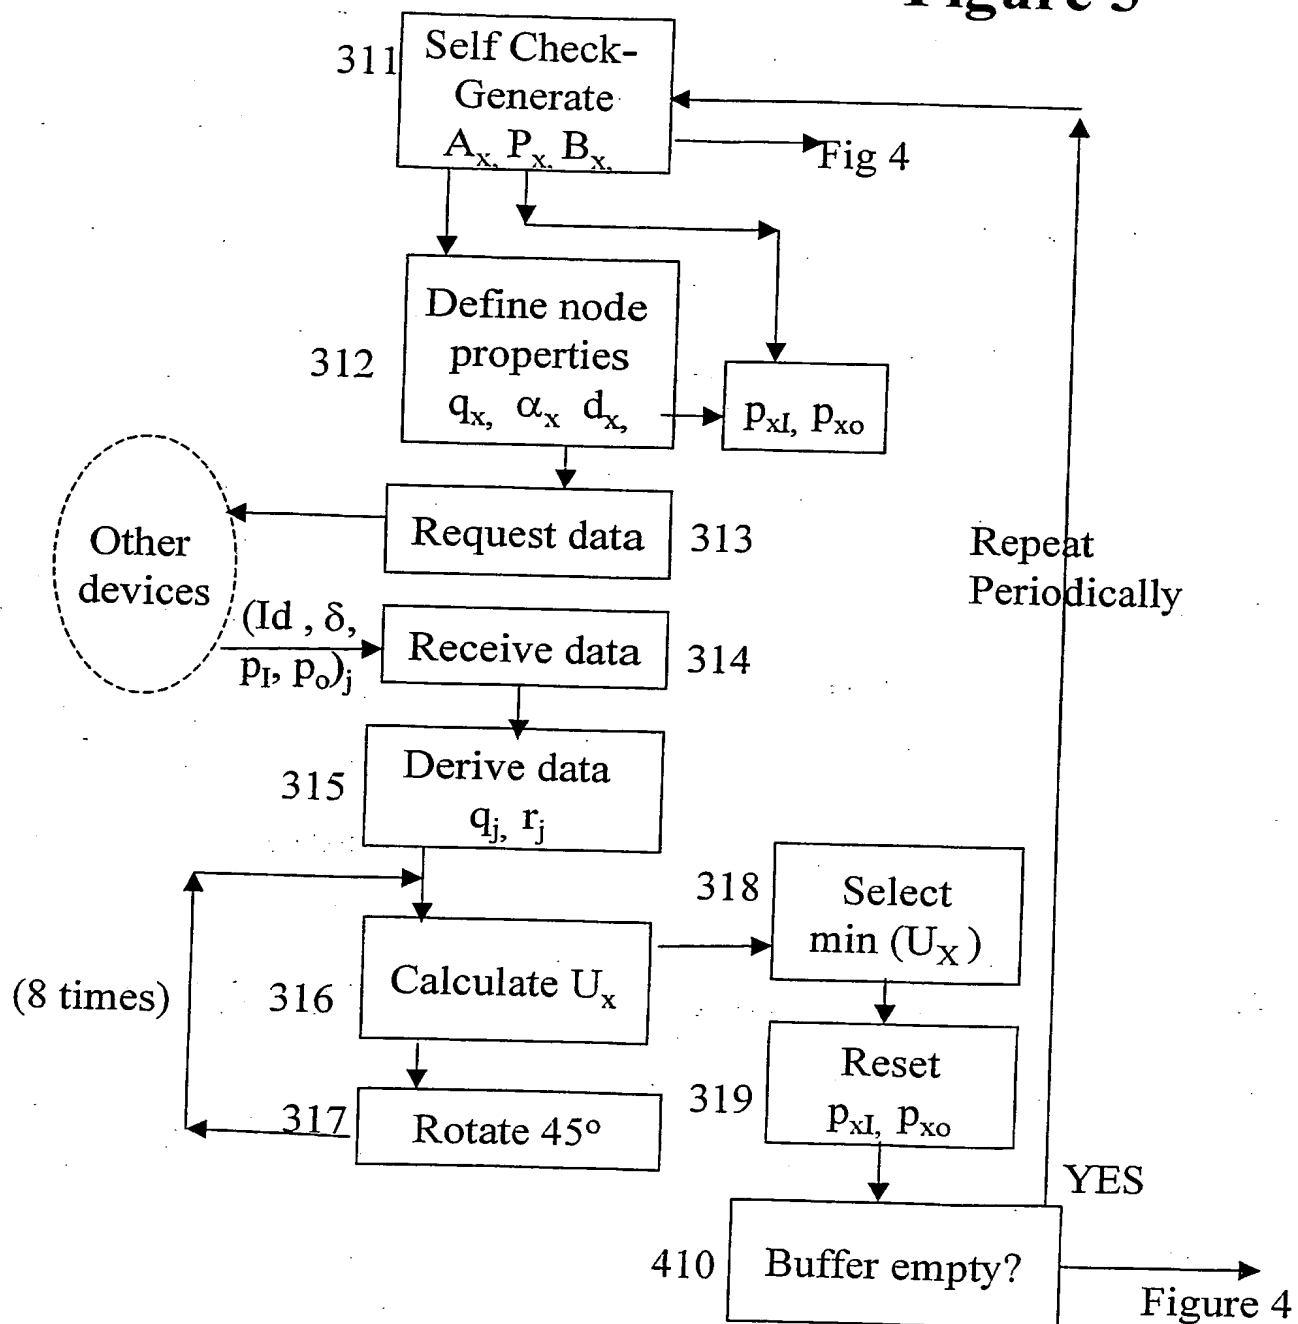 Figure 3
311
Self Check-
Generate
Aₓ, Pₓ, Bₓ,
Fig 4
312
Define node
properties
qₓ, αₓ dₓ,
pₓI, pₓₒ
Other
devices
Request data
313
Repeat
Periodically
(Id , δ,
pI, pₒ)ⱼ
Receive data
314
315
Derive data
qⱼ, rⱼ
318
Select
min (Uₓ)
(8 times)
316
Calculate Uₓ
319
Reset
pₓI, pₓₒ
317
Rotate 45º
YES
410
Buffer empty?
Figure 4